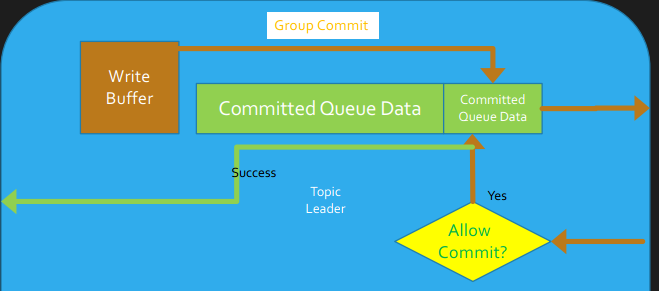 Group Commit
Write
Buffer
Committed Queue Data
Committed
Queue Data
Success
Topic
Leader
Yes
Allow
Commit?